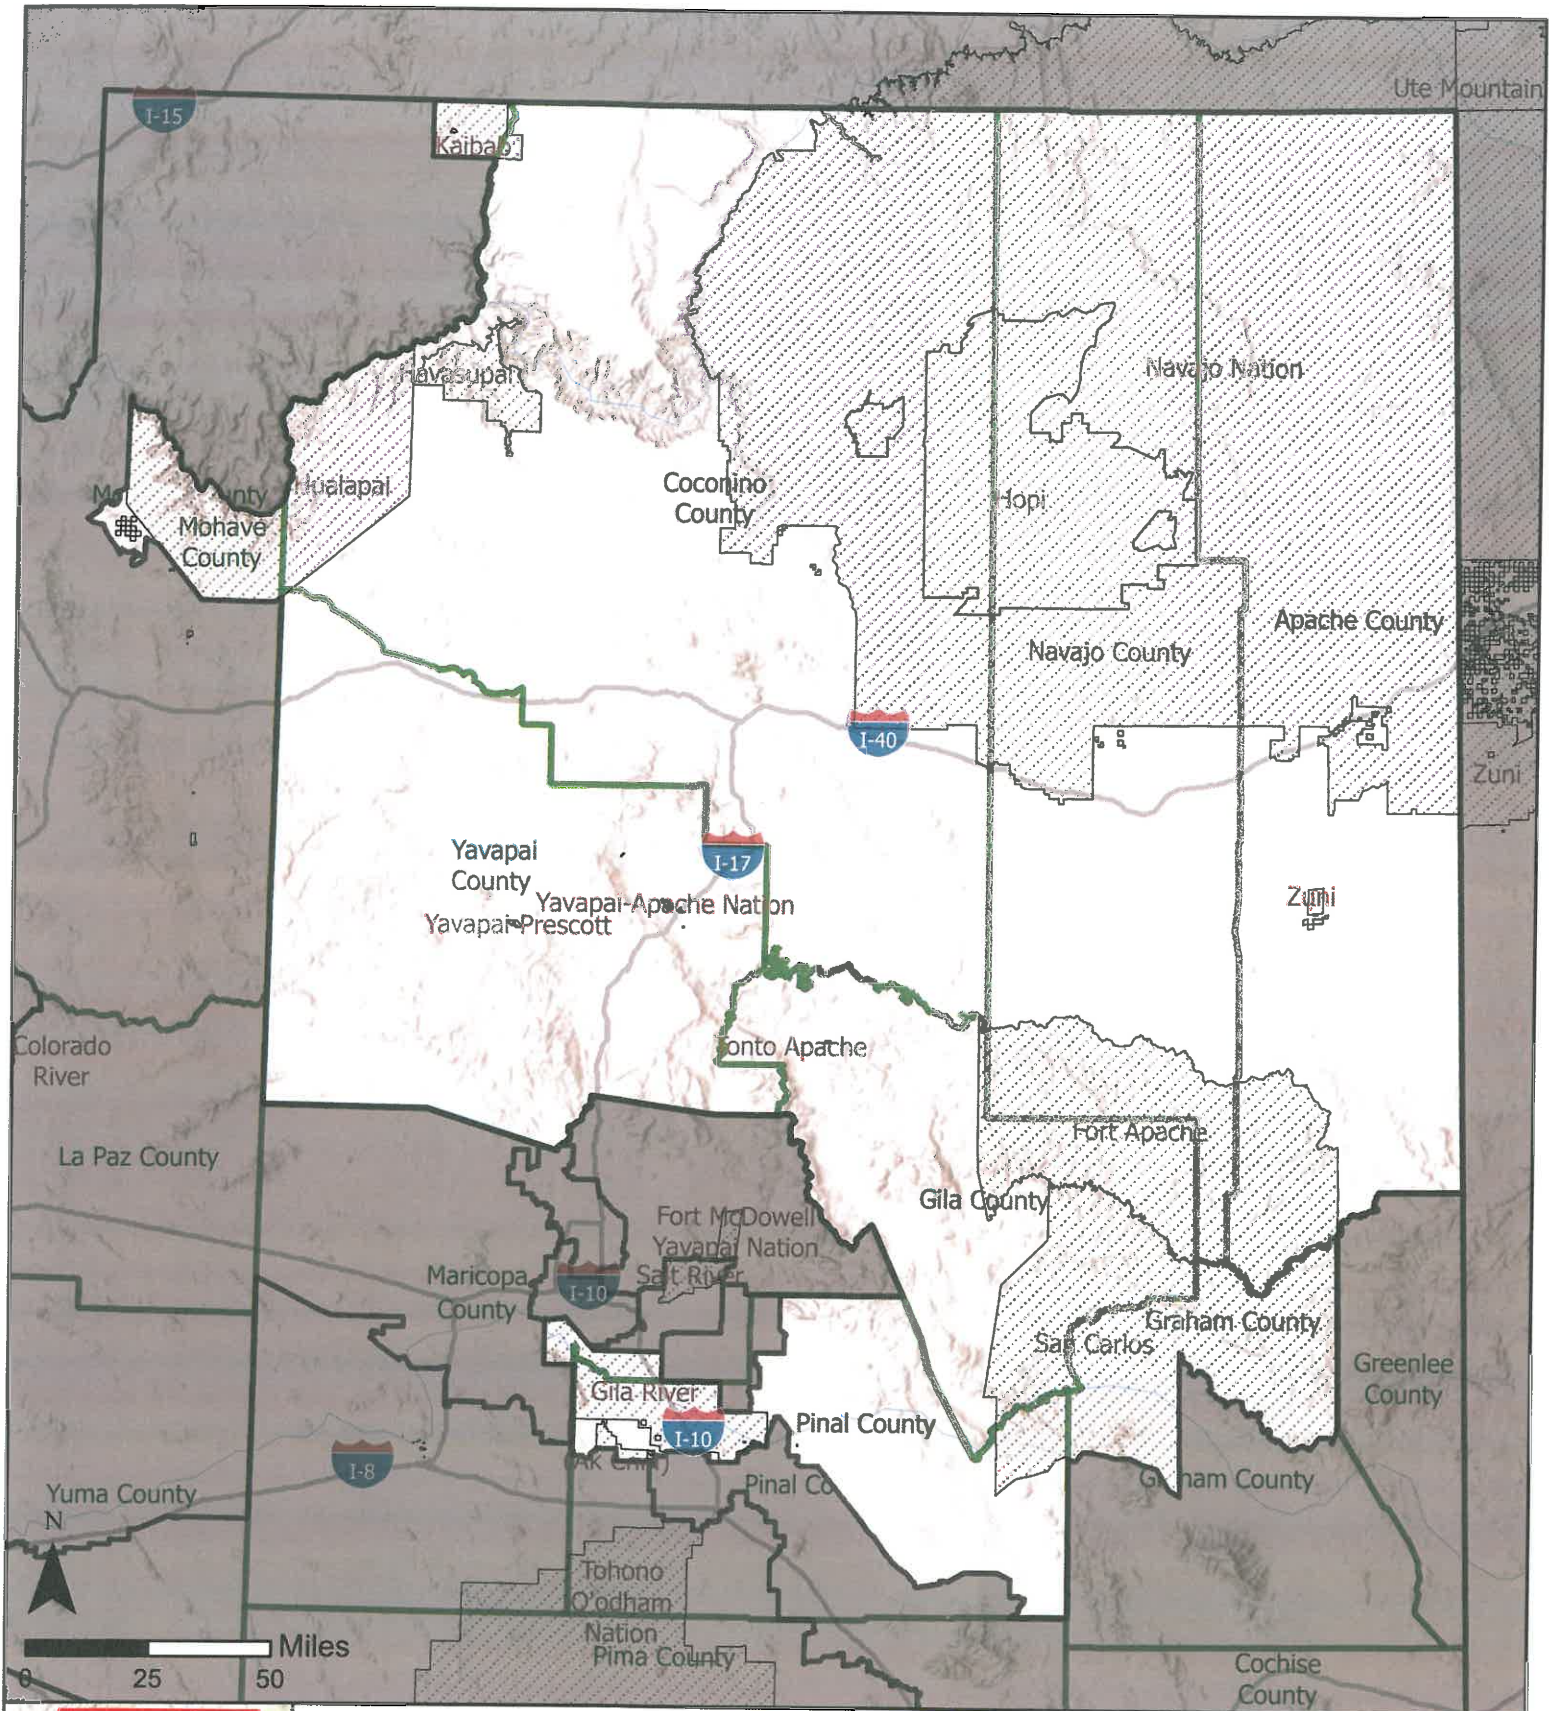 Ute Mountain
I-15
Kaibab
Havasupai
Navajo Nation
Hualapai
Coconino
County
Hopi
Mohave
County
Apache County
Navajo County
I-40
Zuni
Yavapai
County
I-17
Yavapai-Apache Nation
Yavapai-Prescott
Zuni
Colorado
River
Tonto Apache
Fort Apache
La Paz County
Gila County
Fort McDowell
Yavapai Nation
Salt River
Maricopa
County
I-10
Graham County
San Carlos
Greenlee
County
Gila River
Pinal County
I-10
(Ak Chin)
I-8
Pinal Co
Graham County
Yuma County
N
Tohono
O'odham
Nation
Pima County
Miles
0 25 50
Cochise
County